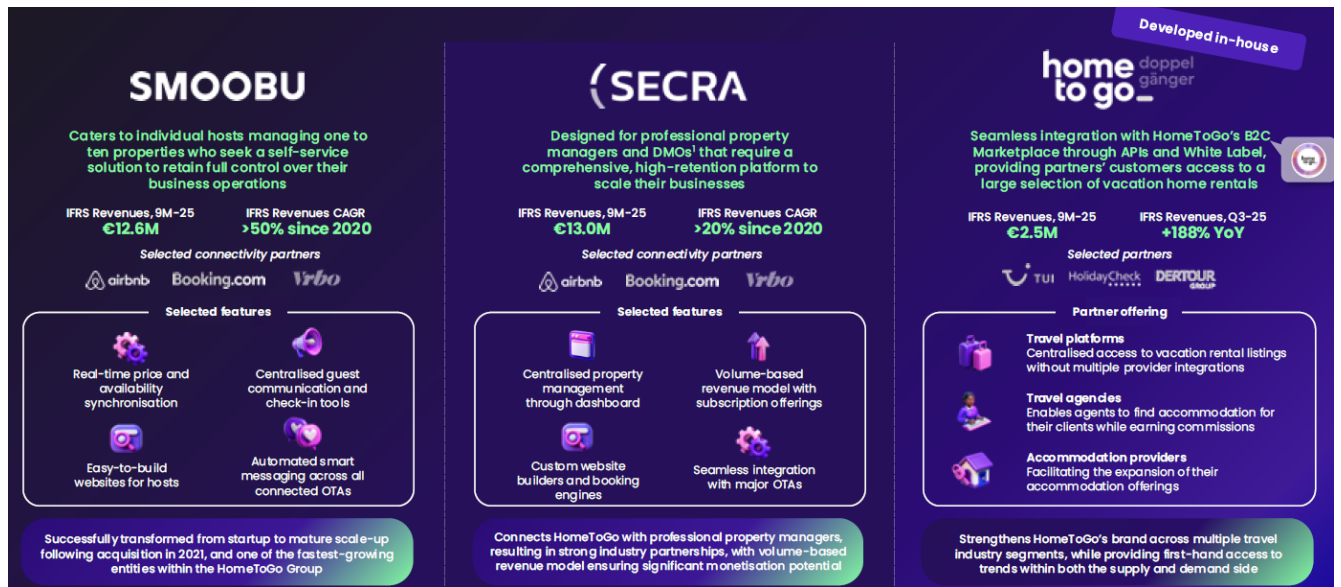 Developed in-house
SMOOBU
Caters to individual hosts managing one to
ten properties who seek a self-service
solution to retain full control over their
business operations
IFRS Revenues, 9M-25
€12.6M
IFRS Revenues CAGR
>50% since 2020
Selected connectivity partners
airbnb
Booking.com
Vrbo
Selected features
Real-time price and
availability
synchronisation
Centralised guest
communication and
check-in tools
Easy-to-build
websites for hosts
Automated smart
messaging across all
connected OTAs
Successfully transformed from startup to mature scale-up
following acquisition in 2021, and one of the fastest-growing
entities within the HomeToGo Group
SECRA
Designed for professional property
managers and DMOs¹ that require a
comprehensive, high-retention platform to
scale their businesses
IFRS Revenues, 9M-25
€13.0M
IFRS Revenues CAGR
>20% since 2020
Selected connectivity partners
airbnb
Booking.com
Vrbo
Selected features
Centralised property
management
through dashboard
Volume-based
revenue model with
subscription offerings
Custom website
builders and booking
engines
Seamless integration
with major OTAs
Connects HomeToGo with professional property managers,
resulting in strong industry partnerships, with volume-based
revenue model ensuring significant monetisation potential
home
to go_
doppel
gänger
Seamless integration with HomeToGo's B2C
Marketplace through APIs and White Label,
providing partners' customers access to a
large selection of vacation home rentals
IFRS Revenues, 9M-25
€2.5M
IFRS Revenues, Q3-25
+188% YoY
Selected partners
TUI
HolidayCheck
DERTOUR
GROUP
Partner offering
Travel platforms
Centralised access to vacation rental listings
without multiple provider integrations
Travel agencies
Enables agents to find accommodation for
their clients while earning commissions
Accommodation providers
Facilitating the expansion of their
accommodation offerings
Strengthens HomeToGo's brand across multiple travel
industry segments, while providing first-hand access to
trends within both the supply and demand side